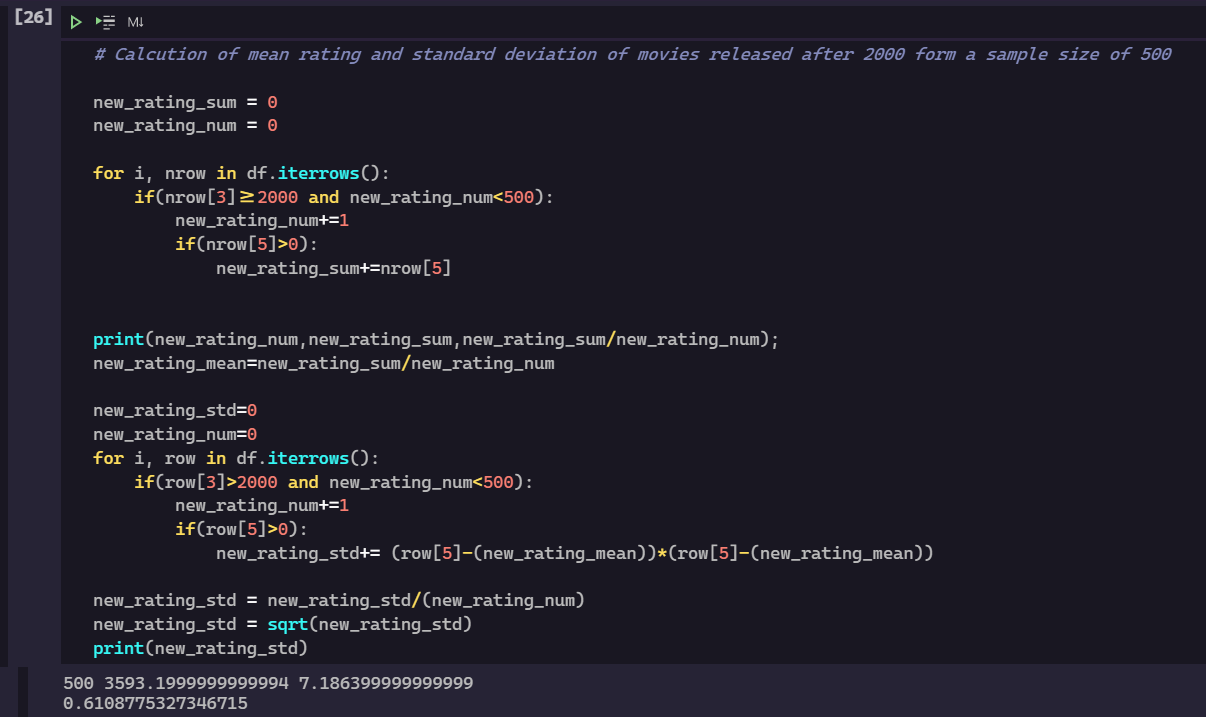 [26]
M↓
# Calcution of mean rating and standard deviation of movies released after 2000 form a sample size of 500
new_rating_sum = 0
new_rating_num = 0
for i, nrow in df.iterrows():
    if(nrow[3]≥2000 and new_rating_num<500):
        new_rating_num+=1
        if(nrow[5]>0):
            new_rating_sum+=nrow[5]
print(new_rating_num,new_rating_sum,new_rating_sum/new_rating_num);
new_rating_mean=new_rating_sum/new_rating_num
new_rating_std=0
new_rating_num=0
for i, row in df.iterrows():
    if(row[3]>2000 and new_rating_num<500):
        new_rating_num+=1
        if(row[5]>0):
            new_rating_std+= (row[5]-(new_rating_mean))*(row[5]-(new_rating_mean))
new_rating_std = new_rating_std/(new_rating_num)
new_rating_std = sqrt(new_rating_std)
print(new_rating_std)
500 3593.1999999999994 7.186399999999999
0.6108775327346715